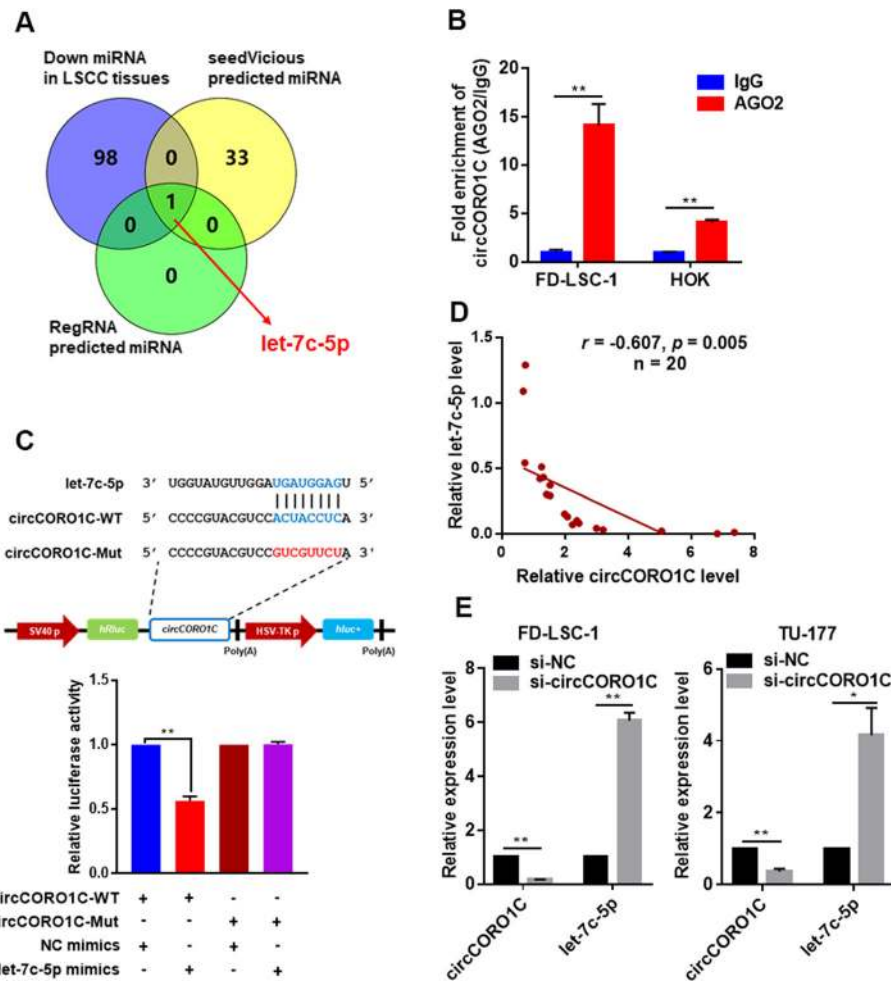 A
Down miRNA
in LSCC tissues
seedVicious
predicted miRNA
98
0
33
1
0
0
0
RegRNA
predicted miRNA
let-7c-5p
B
Fold enrichment of
circCORO1C (AGO2/IgG)
20
15
10
5
0
**
**
IgG
AGO2
FD-LSC-1
HOK
C
let-7c-5p 3' UGGUAUGUUGGAUGAUGGAGU 5'
circCORO1C-WT 5' CCCCGUACGUCCACUACCUCA 3'
circCORO1C-Mut 5' CCCCGUACGUCCGUCGUUCUA 3'
SV40 p
hRluc
circCORO1C
HSV-TK p
hluc+
Poly(A)
Poly(A)
Relative luciferase activity
1.5
1.0
0.5
0.0
**
circCORO1C-WT + + - -
circCORO1C-Mut - - + +
NC mimics + - + -
let-7c-5p mimics - + - +
D
Relative let-7c-5p level
1.5
1.0
0.5
0.0
r = -0.607, p = 0.005
n = 20
0 2 4 6 8
Relative circCORO1C level
E
FD-LSC-1
Relative expression level
8
6
4
2
0
si-NC
si-circCORO1C
**
**
circCORO1C
let-7c-5p
TU-177
Relative expression level
6
4
2
0
si-NC
si-circCORO1C
**
*
circCORO1C
let-7c-5p